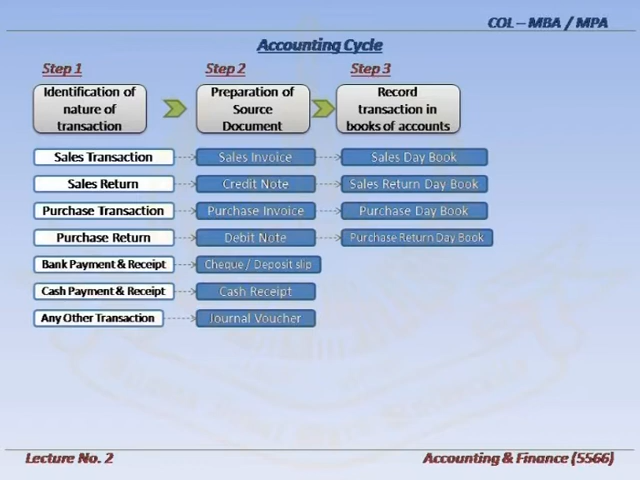 COL – MBA / MPA
Accounting Cycle
Step 1
Step 2
Step 3
Identification of
nature of
transaction
Preparation of
Source
Document
Record
transaction in
books of accounts
Sales Transaction
Sales Invoice
Sales Day Book
Sales Return
Credit Note
Sales Return Day Book
Purchase Transaction
Purchase Invoice
Purchase Day Book
Purchase Return
Debit Note
Purchase Return Day Book
Bank Payment & Receipt
Cheque / Deposit slip
Cash Payment & Receipt
Cash Receipt
Any Other Transaction
Journal Voucher
Lecture No. 2
Accounting & Finance (5566)